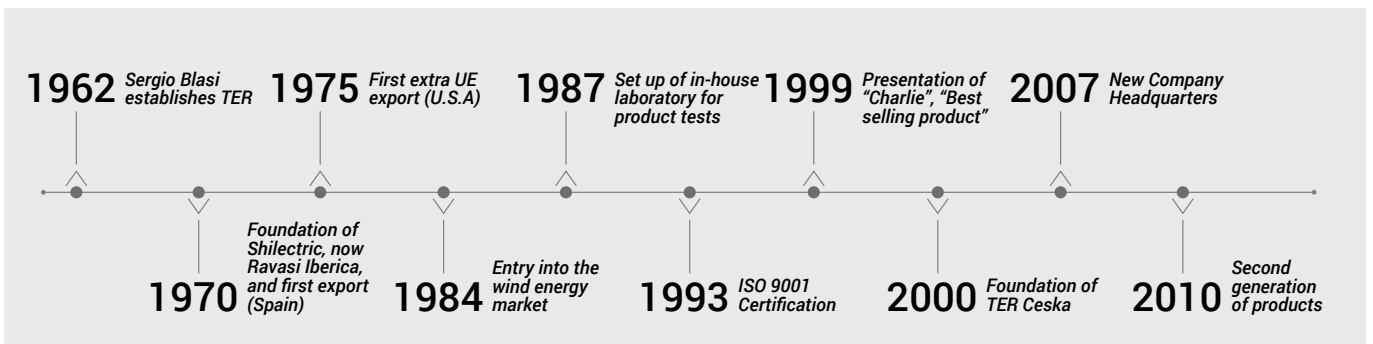 1962
Sergio Blasi
establishes TER
1975
First extra UE
export (U.S.A)
1987
Set up of in-house
laboratory for
product tests
1999
Presentation of
“Charlie”, “Best
selling product”
2007
New Company
Headquarters
1970
Foundation of
Shilectric, now
Ravasi Iberica,
and first export
(Spain)
1984
Entry into the
wind energy
market
1993
ISO 9001
Certification
2000
Foundation of
TER Ceska
2010
Second
generation
of products